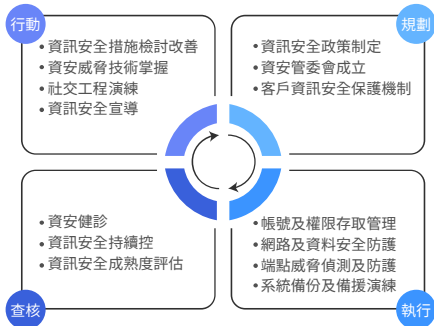 行動
•資訊安全措施檢討改善
•資安威脅技術掌握
•社交工程演練
•資訊安全宣導
規劃
•資訊安全政策制定
•資安管委會成立
•客戶資訊安全保護機制
查核
•資安健診
•資訊安全持續控
•資訊安全成熟度評估
執行
•帳號及權限存取管理
•網路及資料安全防護
•端點威脅偵測及防護
•系統備份及備援演練